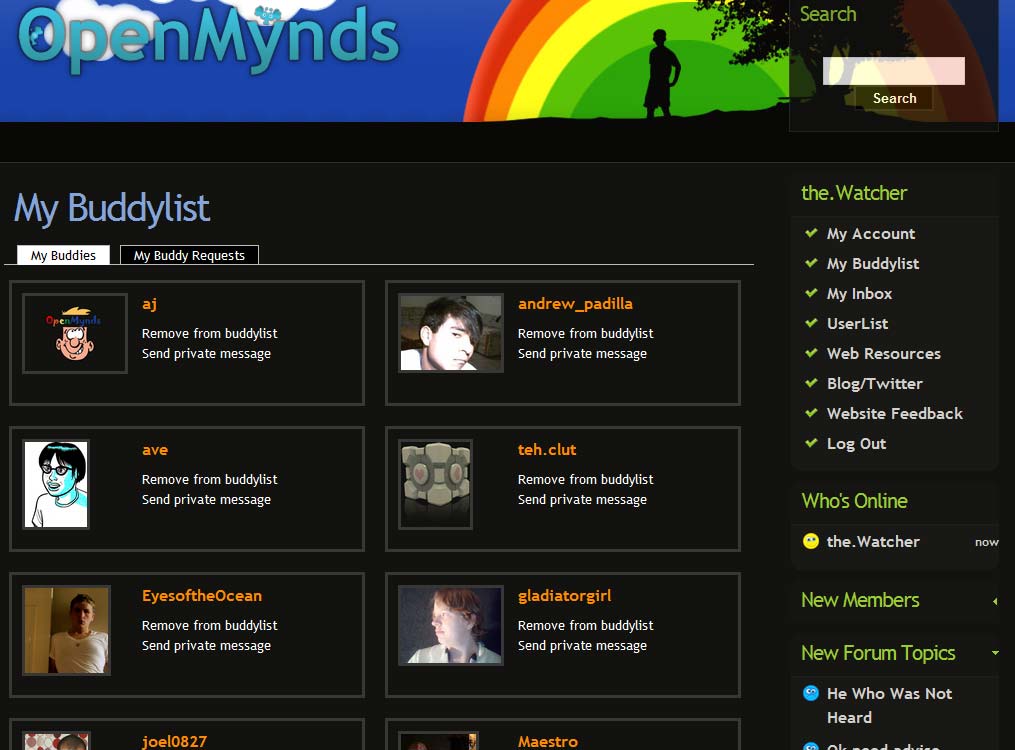 OpenMynds
Search
Search
My Buddylist
My Buddies
My Buddy Requests
OpenMynds
aj
Remove from buddylist
Send private message
andrew_padilla
Remove from buddylist
Send private message
ave
Remove from buddylist
Send private message
teh.clut
Remove from buddylist
Send private message
EyesoftheOcean
Remove from buddylist
Send private message
gladiatorgirl
Remove from buddylist
Send private message
joel0827
Maestro
the.Watcher
My Account
My Buddylist
My Inbox
UserList
Web Resources
Blog/Twitter
Website Feedback
Log Out
Who's Online
the.Watcher now
New Members
New Forum Topics
He Who Was Not
Heard
Ok need advice